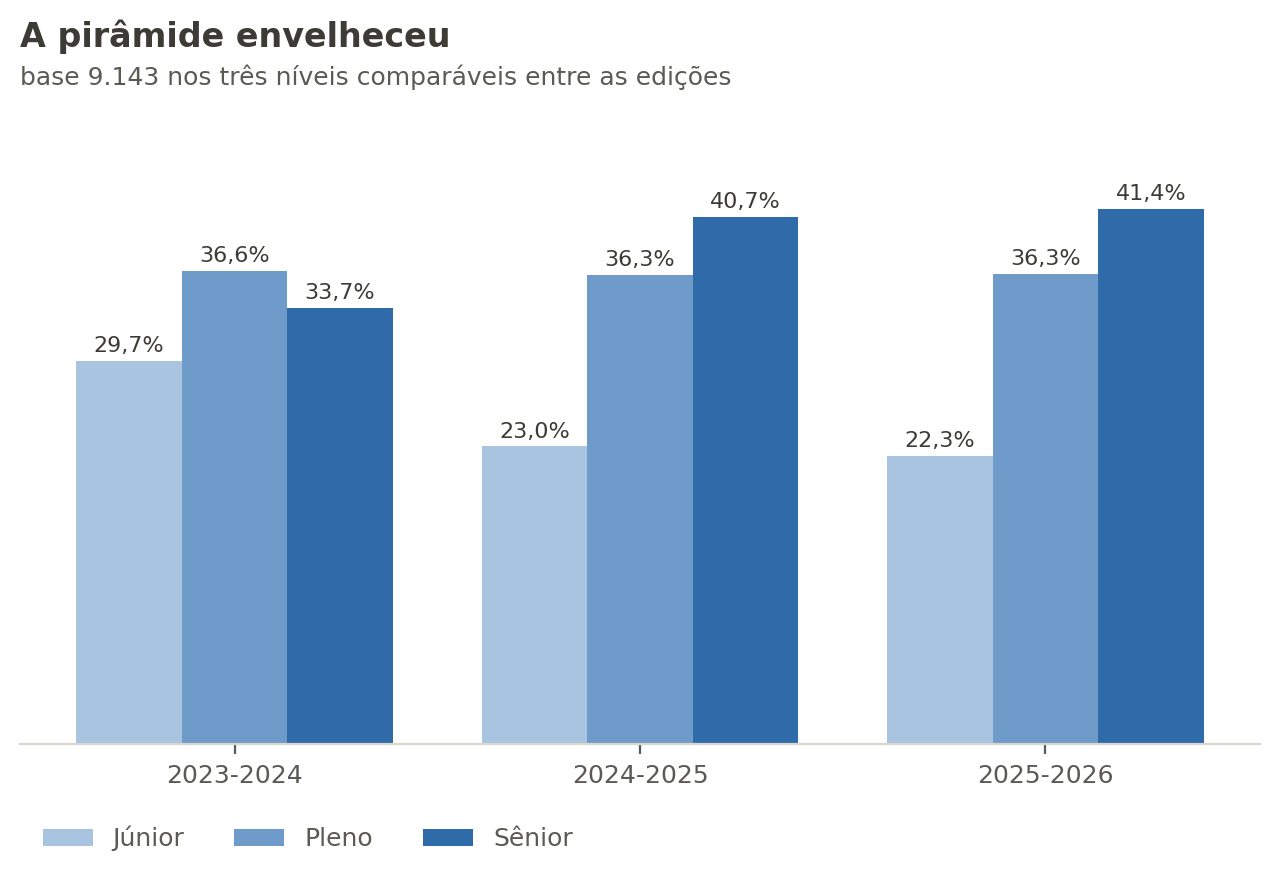 A pirâmide envelheceu
base 9.143 nos três níveis comparáveis entre as edições
29,7%
36,6%
33,7%
23,0%
36,3%
40,7%
22,3%
36,3%
41,4%
2023-2024
2024-2025
2025-2026
Júnior
Pleno
Sênior